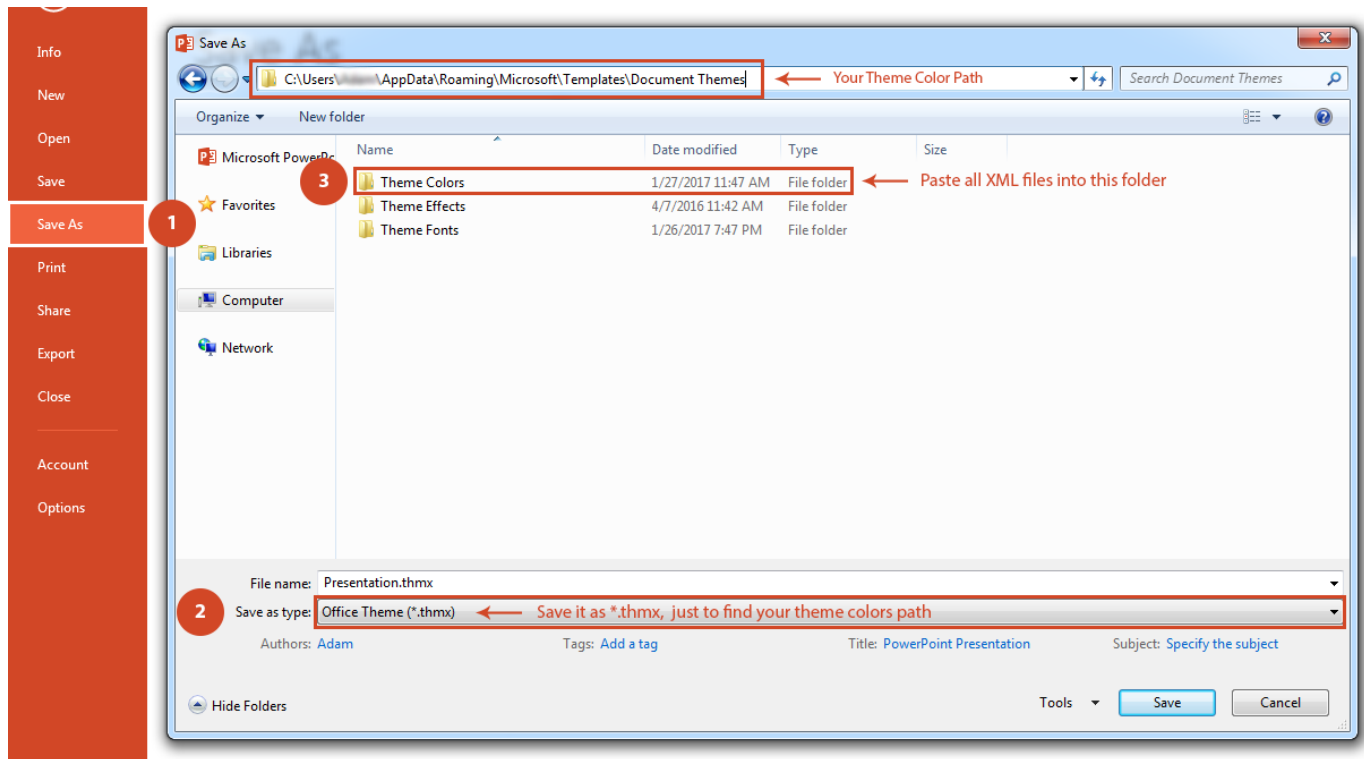 Info
New
Open
Save
Save As
Print
Share
Export
Close
Account
Options
Save As
C:\Users\ \AppData\Roaming\Microsoft\Templates\Document Themes
Your Theme Color Path
Search Document Themes
Organize
New folder
Microsoft PowerPo
Favorites
Libraries
Computer
Network
Name Date modified Type Size
3 Theme Colors 1/27/2017 11:47 AM File folder Paste all XML files into this folder
Theme Effects 4/7/2016 11:42 AM File folder
Theme Fonts 1/26/2017 7:47 PM File folder
1
File name: Presentation.thmx
2 Save as type: Office Theme (*.thmx) Save it as *.thmx, just to find your theme colors path
Authors: Adam Tags: Add a tag Title: PowerPoint Presentation Subject: Specify the subject
Hide Folders Tools Save Cancel